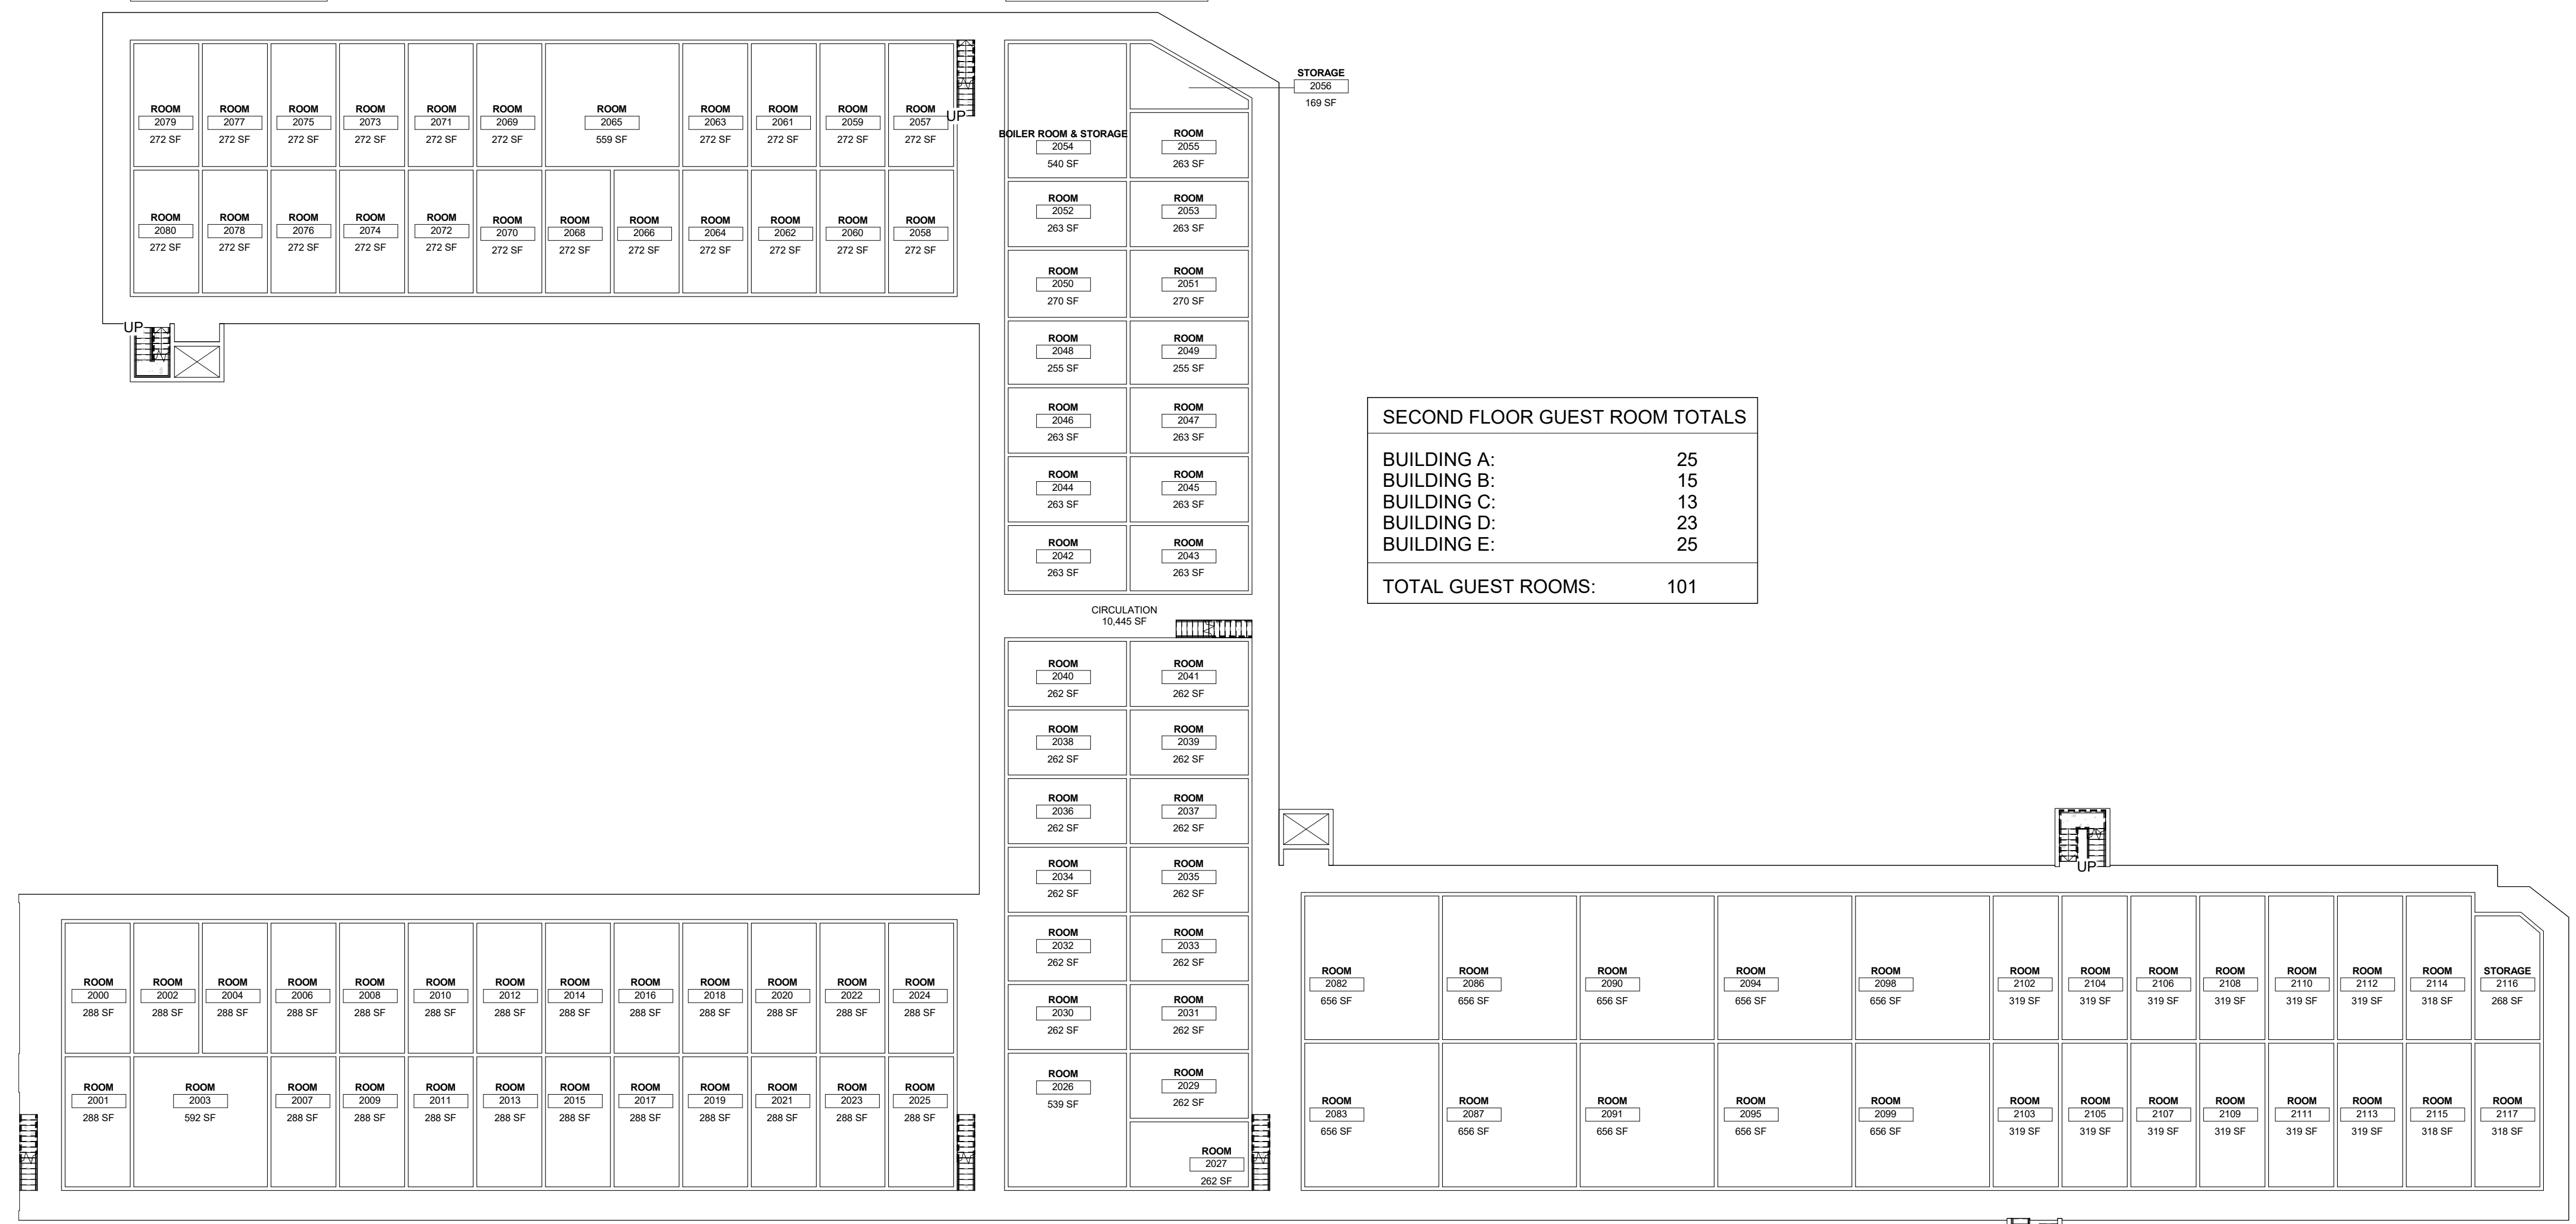 STORAGE
2056
169 SF
ROOM ROOM ROOM ROOM ROOM ROOM ROOM ROOM ROOM ROOM ROOM
2079 2077 2075 2073 2071 2069 2065 2063 2061 2059 2057
272 SF 272 SF 272 SF 272 SF 272 SF 272 SF 559 SF 272 SF 272 SF 272 SF 272 SF
UP
ROOM ROOM ROOM ROOM ROOM ROOM ROOM ROOM ROOM ROOM ROOM ROOM
2080 2078 2076 2074 2072 2070 2068 2066 2064 2062 2060 2058
272 SF 272 SF 272 SF 272 SF 272 SF 272 SF 272 SF 272 SF 272 SF 272 SF 272 SF 272 SF
UP
BOILER ROOM & STORAGE ROOM
2054 2055
540 SF 263 SF
ROOM ROOM
2052 2053
263 SF 263 SF
ROOM ROOM
2050 2051
270 SF 270 SF
ROOM ROOM
2048 2049
255 SF 255 SF
ROOM ROOM
2046 2047
263 SF 263 SF
ROOM ROOM
2044 2045
263 SF 263 SF
ROOM ROOM
2042 2043
263 SF 263 SF
SECOND FLOOR GUEST ROOM TOTALS
BUILDING A: 25
BUILDING B: 15
BUILDING C: 13
BUILDING D: 23
BUILDING E: 25
TOTAL GUEST ROOMS: 101
CIRCULATION
10,445 SF
ROOM ROOM
2040 2041
262 SF 262 SF
ROOM ROOM
2038 2039
262 SF 262 SF
ROOM ROOM
2036 2037
262 SF 262 SF
ROOM ROOM
2034 2035
262 SF 262 SF
ROOM ROOM
2032 2033
262 SF 262 SF
ROOM ROOM
2030 2031
262 SF 262 SF
ROOM ROOM
2026 2029
539 SF 262 SF
ROOM
2027
262 SF
ROOM ROOM ROOM ROOM ROOM ROOM ROOM ROOM ROOM ROOM ROOM ROOM ROOM
2000 2002 2004 2006 2008 2010 2012 2014 2016 2018 2020 2022 2024
288 SF 288 SF 288 SF 288 SF 288 SF 288 SF 288 SF 288 SF 288 SF 288 SF 288 SF 288 SF 288 SF
ROOM ROOM ROOM ROOM ROOM ROOM ROOM ROOM ROOM ROOM ROOM ROOM
2001 2003 2007 2009 2011 2013 2015 2017 2019 2021 2023 2025
288 SF 592 SF 288 SF 288 SF 288 SF 288 SF 288 SF 288 SF 288 SF 288 SF 288 SF 288 SF
UP
ROOM ROOM ROOM ROOM ROOM ROOM ROOM ROOM ROOM ROOM ROOM ROOM STORAGE
2082 2086 2090 2094 2098 2102 2104 2106 2108 2110 2112 2114 2116
656 SF 656 SF 656 SF 656 SF 656 SF 319 SF 319 SF 319 SF 319 SF 319 SF 319 SF 318 SF 268 SF
ROOM ROOM ROOM ROOM ROOM ROOM ROOM ROOM ROOM ROOM ROOM ROOM ROOM
2083 2087 2091 2095 2099 2103 2105 2107 2109 2111 2113 2115 2117
656 SF 656 SF 656 SF 656 SF 656 SF 319 SF 319 SF 319 SF 319 SF 319 SF 319 SF 318 SF 318 SF